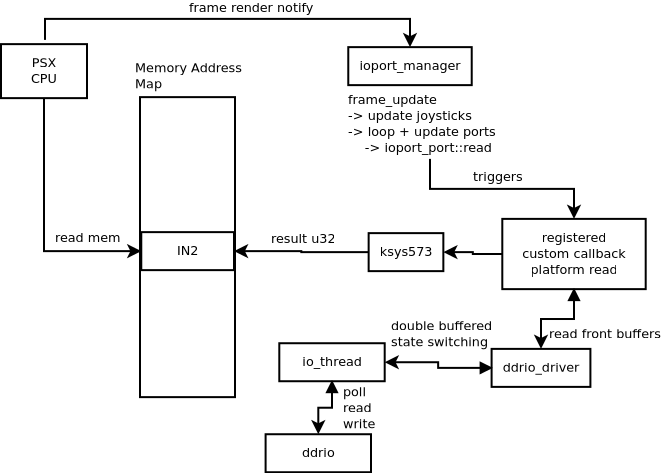 frame render notify
PSX
CPU
Memory Address
Map
ioport_manager
frame_update
-> update joysticks
-> loop + update ports
-> ioport_port::read
triggers
read mem
IN2
result u32
ksys573
registered
custom callback
platform read
double buffered
state switching
read front buffers
io_thread
ddrio_driver
poll
read
write
ddrio